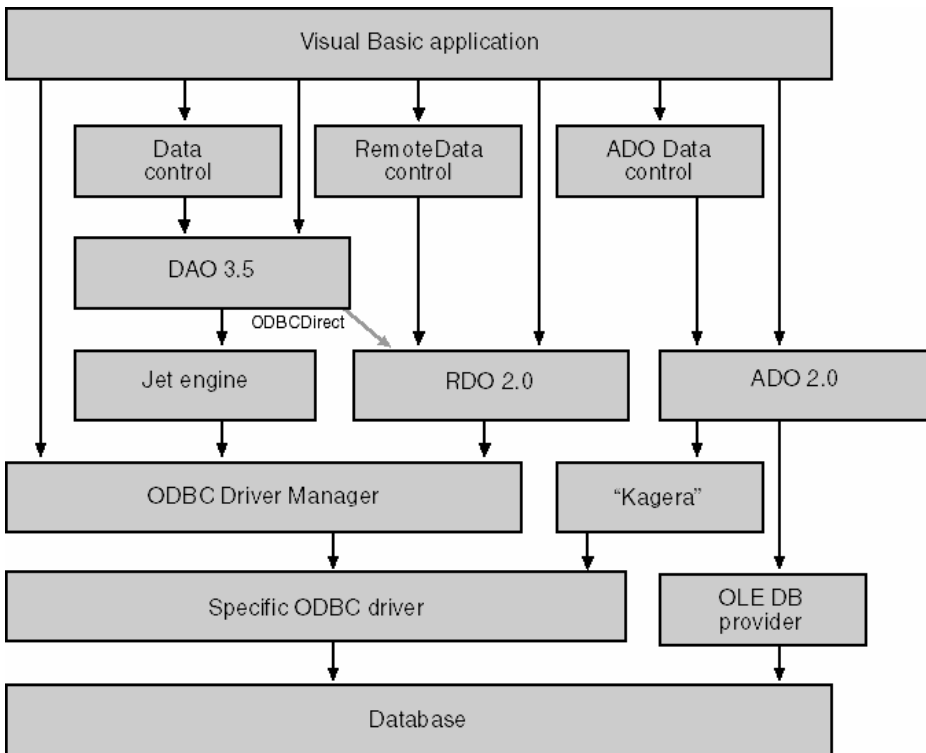 Visual Basic application
Data
control
RemoteData
control
ADO Data
control
DAO 3.5
ODBCDirect
Jet engine
RDO 2.0
ADO 2.0
ODBC Driver Manager
“Kagera”
Specific ODBC driver
OLE DB
provider
Database